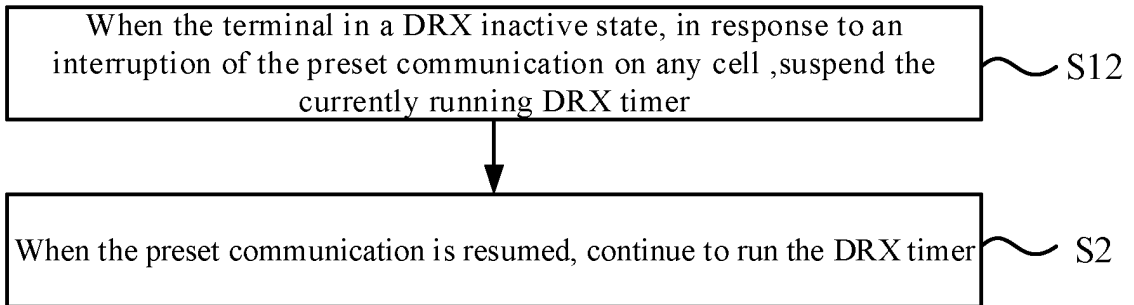 When the terminal in a DRX inactive state, in response to an
interruption of the preset communication on any cell ,suspend the
currently running DRX timer
S12
When the preset communication is resumed, continue to run the DRX timer
S2